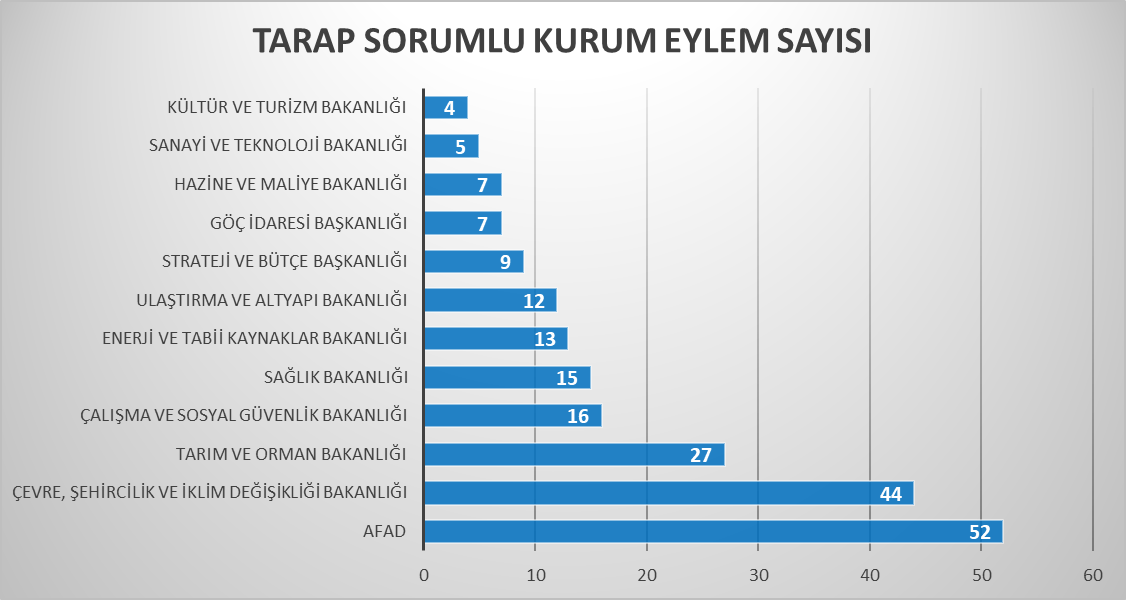 TARAP SORUMLU KURUM EYLEM SAYISI
KÜLTÜR VE TURİZM BAKANLIĞI 4
SANAYİ VE TEKNOLOJİ BAKANLIĞI 5
HAZİNE VE MALİYE BAKANLIĞI 7
GÖÇ İDARESİ BAŞKANLIĞI 7
STRATEJİ VE BÜTÇE BAŞKANLIĞI 9
ULAŞTIRMA VE ALTYAPI BAKANLIĞI 12
ENERJİ VE TABİİ KAYNAKLAR BAKANLIĞI 13
SAĞLIK BAKANLIĞI 15
ÇALIŞMA VE SOSYAL GÜVENLİK BAKANLIĞI 16
TARIM VE ORMAN BAKANLIĞI 27
ÇEVRE, ŞEHİRCİLİK VE İKLİM DEĞİŞİKLİĞİ BAKANLIĞI 44
AFAD 52
0 10 20 30 40 50 60